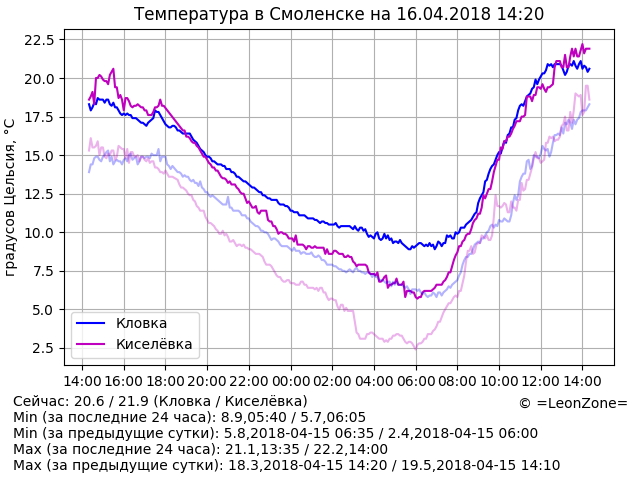 Температура в Смоленске на 16.04.2018 14:20
градусов Цельсия, °C
22.5
20.0
17.5
15.0
12.5
10.0
7.5
5.0
2.5
Кловка
Киселёвка
14:00 16:00 18:00 20:00 22:00 00:00 02:00 04:00 06:00 08:00 10:00 12:00 14:00
Сейчас: 20.6 / 21.9 (Кловка / Киселёвка)
© =LeonZone=
Min (за последние 24 часа): 8.9,05:40 / 5.7,06:05
Min (за предыдущие сутки): 5.8,2018-04-15 06:35 / 2.4,2018-04-15 06:00
Max (за последние 24 часа): 21.1,13:35 / 22.2,14:00
Max (за предыдущие сутки): 18.3,2018-04-15 14:20 / 19.5,2018-04-15 14:10